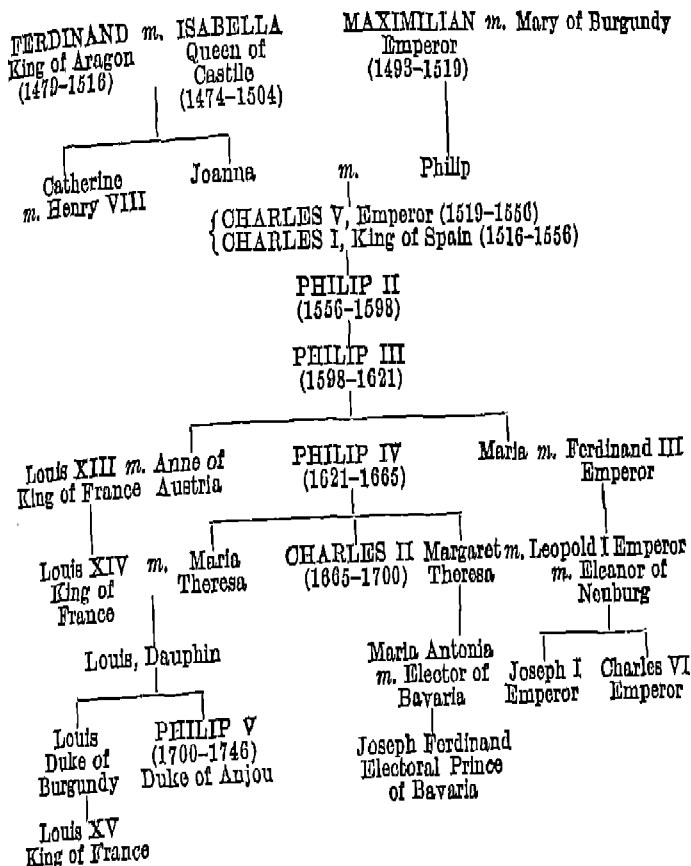 FERDINAND m. ISABELLA
King of Aragon Queen of
(1479-1516) Castile
(1474-1504)
MAXIMILIAN m. Mary of Burgundy
Emperor
(1493-1519)
Catherine
m. Henry VIII
Joanna m. Philip
{CHARLES V, Emperor (1519-1556)
{CHARLES I, King of Spain (1516-1556)
PHILIP II
(1556-1598)
PHILIP III
(1598-1621)
Louis XIII m. Anne of
King of France Austria
PHILIP IV
(1621-1665)
Maria m. Ferdinand III
Emperor
Louis XIV m. Maria
King of Theresa
France
CHARLES II
(1665-1700)
Margaret m. Leopold I Emperor
Theresa m. Eleanor of
Neuburg
Louis, Dauphin
Maria Antonia
m. Elector of
Bavaria
Joseph I
Emperor
Charles VI
Emperor
Louis
Duke of
Burgundy
PHILIP V
(1700-1746)
Duke of Anjou
Joseph Ferdinand
Electoral Prince
of Bavaria
Louis XV
King of France